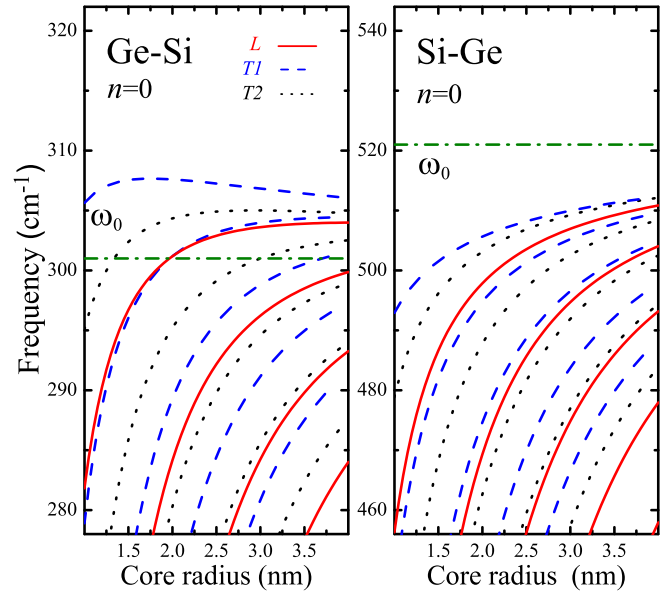 Ge-Si
n=0
L
T1
T2
Si-Ge
n=0
ω0
ω0
Frequency (cm-1)
320
310
300
290
280
540
520
500
480
460
1.5 2.0 2.5 3.0 3.5
1.5 2.0 2.5 3.0 3.5
Core radius (nm)
Core radius (nm)